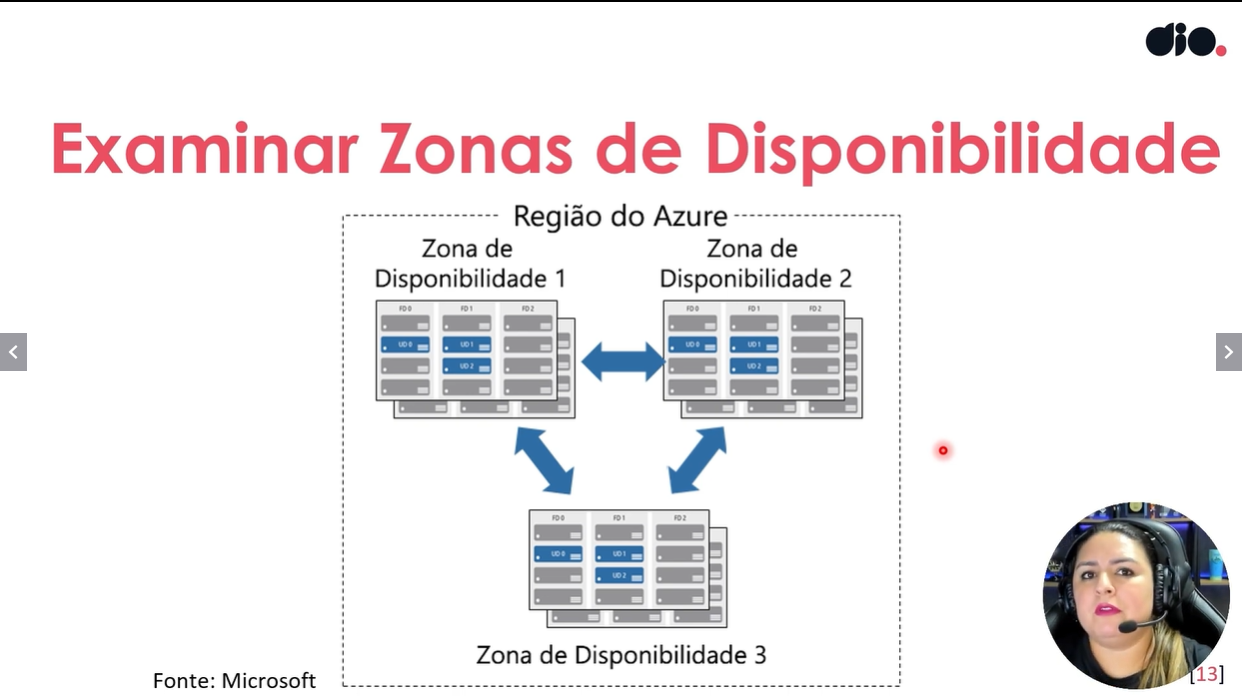 dio.
Examinar Zonas de Disponibilidade
Região do Azure
Zona de
Disponibilidade 1
Zona de
Disponibilidade 2
FD 0 FD 1 FD 2
UD 0 UD 1
UD 2
FD 0 FD 1 FD 2
UD 0 UD 1
UD 2
FD 0 FD 1 FD 2
UD 0 UD 1
UD 2
Zona de Disponibilidade 3
Fonte: Microsoft
[13]